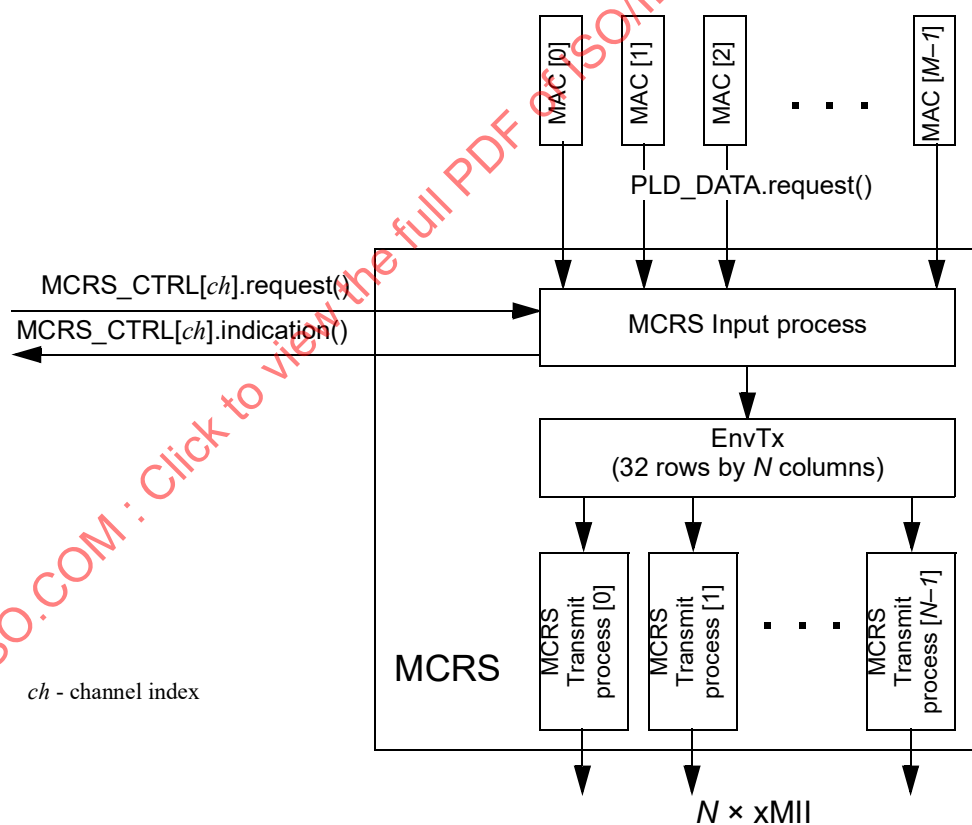 MAC [0]
MAC [1]
MAC [2]
. . .
MAC [M–1]
PLD_DATA.request()
MCRS_CTRL[ch].request()
MCRS_CTRL[ch].indication()
MCRS Input process
EnvTx
(32 rows by N columns)
MCRS
Transmit
process [0]
MCRS
Transmit
process [1]
. . .
MCRS
Transmit
process [N–1]
MCRS
ch - channel index
N × xMII
SO.COM : Click to view the full PDF of ISO/I